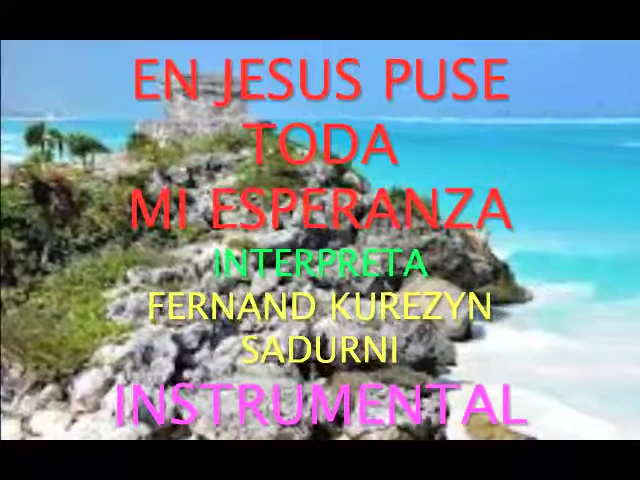 EN JESUS PUSE
TODA
MI ESPERANZA
INTERPRETA
FERNAND KUREZYN
SADURNI
INSTRUMENTAL